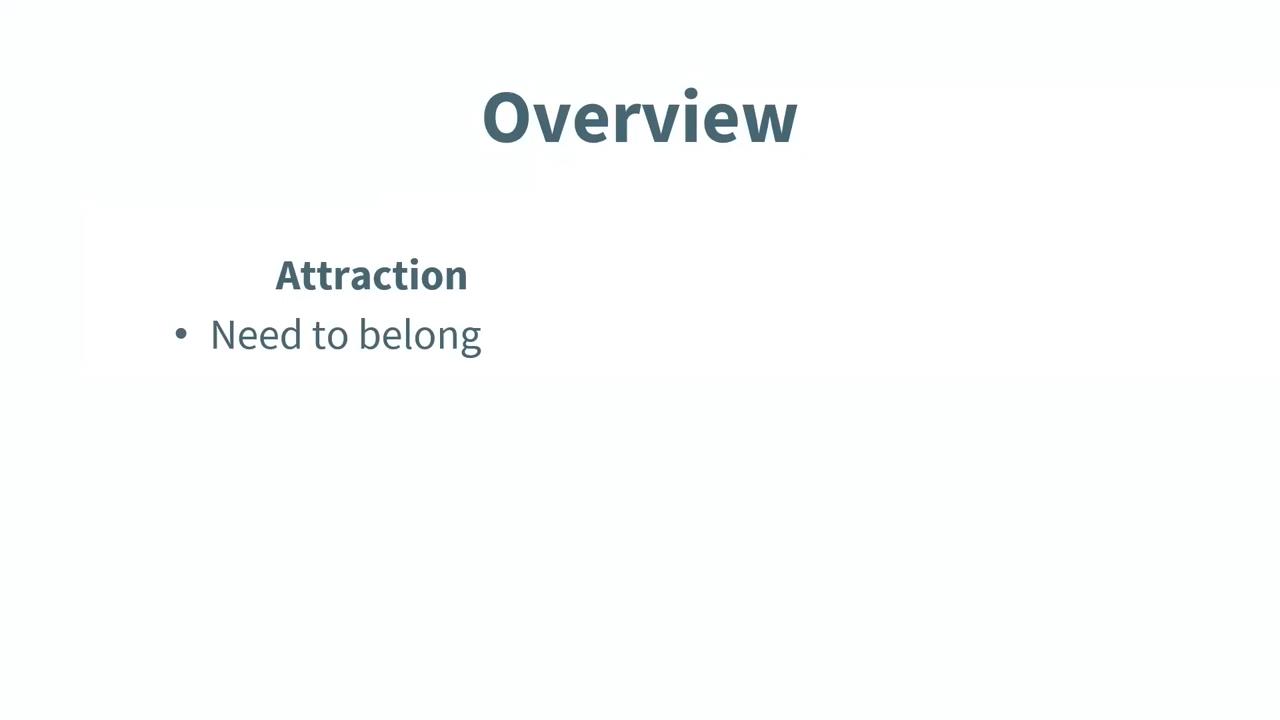 Overview
Attraction
• Need to belong